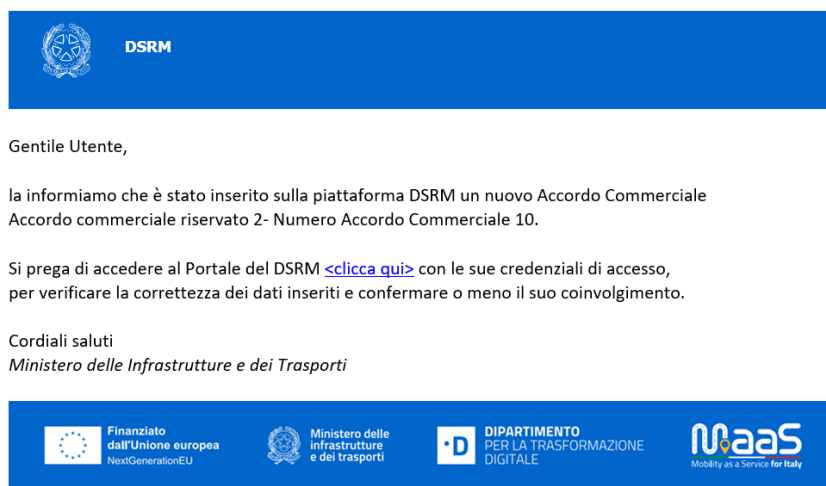 DSRM
Gentile Utente,
la informiamo che è stato inserito sulla piattaforma DSRM un nuovo Accordo Commerciale
Accordo commerciale riservato 2- Numero Accordo Commerciale 10.
Si prega di accedere al Portale del DSRM <clicca qui> con le sue credenziali di accesso,
per verificare la correttezza dei dati inseriti e confermare o meno il suo coinvolgimento.
Cordiali saluti
Ministero delle Infrastrutture e dei Trasporti
Finanziato
dall'Unione europea
NextGenerationEU
Ministero delle
infrastrutture
e dei trasporti
D
DIPARTIMENTO
PER LA TRASFORMAZIONE
DIGITALE
MaaS
Mobility as a Service for Italy